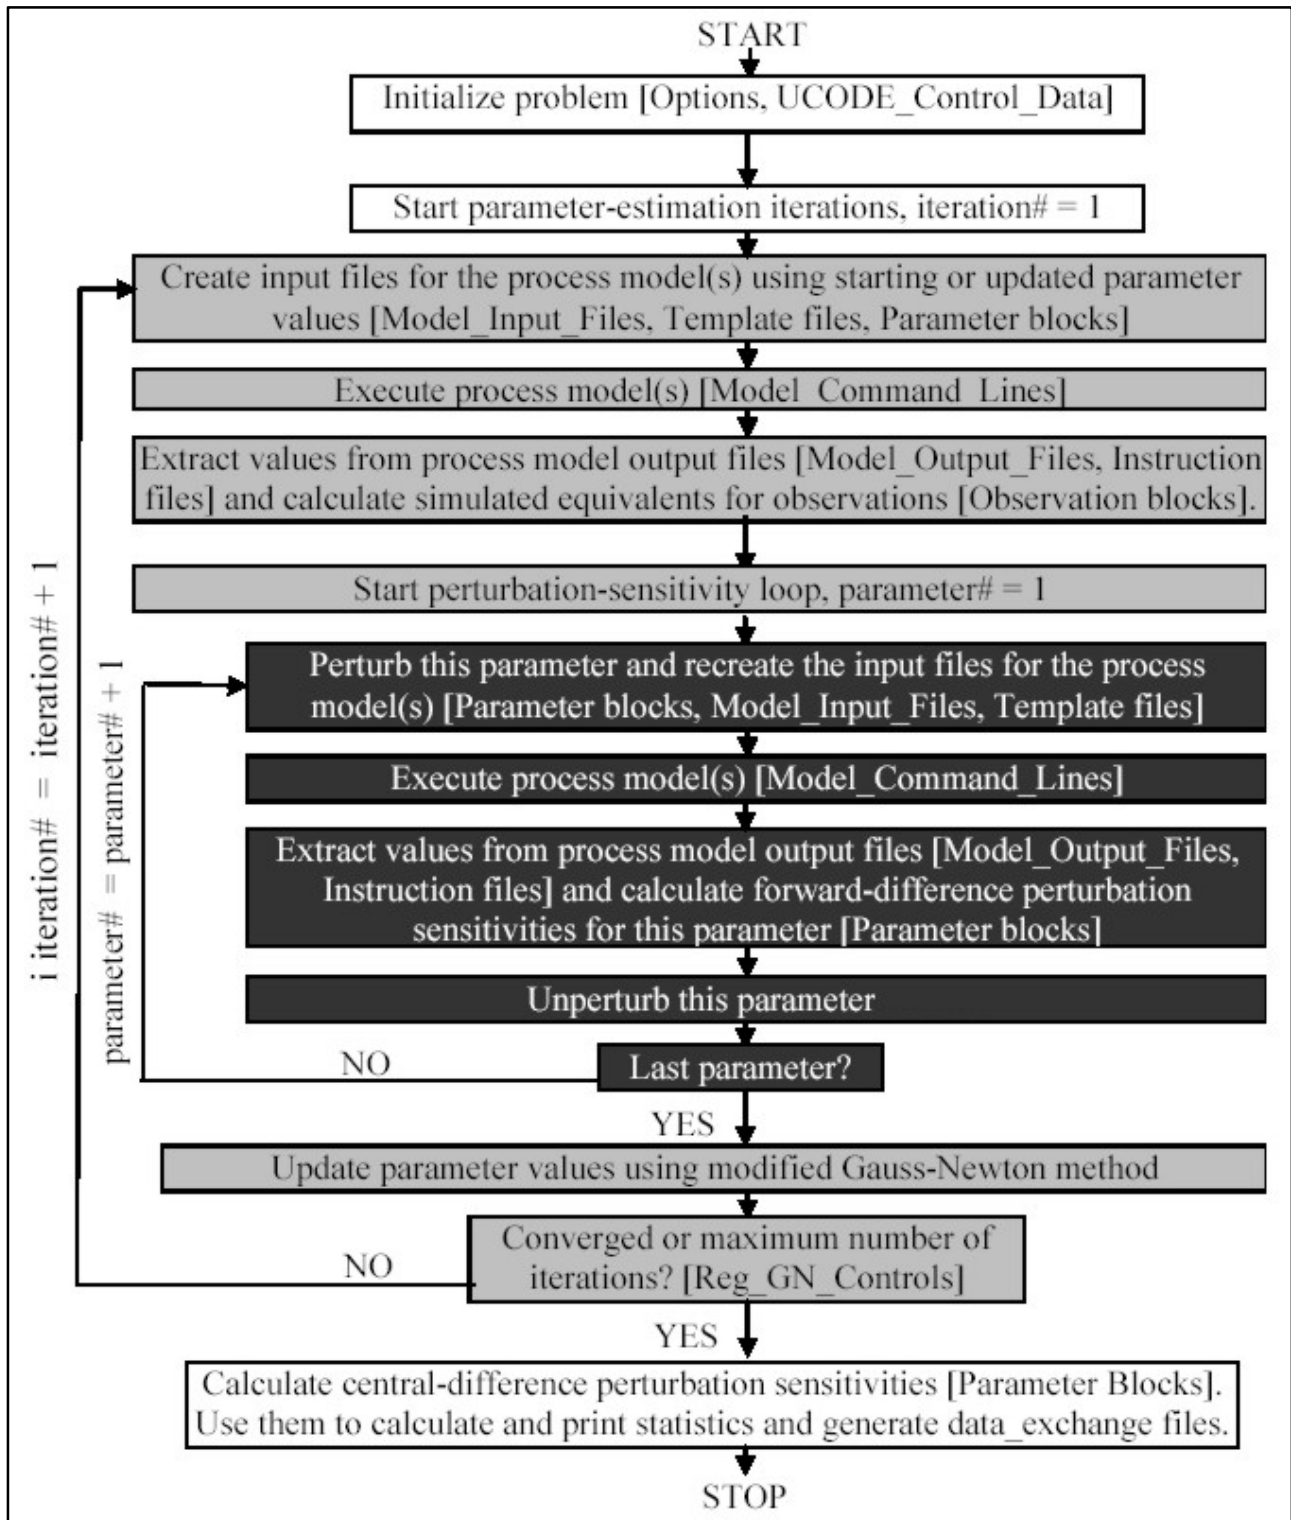 START
Initialize problem [Options, UCODE_Control_Data]
Start parameter-estimation iterations, iteration# = 1
Create input files for the process model(s) using starting or updated parameter
values [Model_Input_Files, Template files, Parameter blocks]
Execute process model(s) [Model_Command_Lines]
Extract values from process model output files [Model_Output_Files, Instruction
files] and calculate simulated equivalents for observations [Observation blocks].
Start perturbation-sensitivity loop, parameter# = 1
Perturb this parameter and recreate the input files for the process
model(s) [Parameter blocks, Model_Input_Files, Template files]
Execute process model(s) [Model_Command_Lines]
Extract values from process model output files [Model_Output_Files,
Instruction files] and calculate forward-difference perturbation
sensitivities for this parameter [Parameter blocks]
Unperturb this parameter
Last parameter?
NO
parameter# = parameter# + 1
YES
Update parameter values using modified Gauss-Newton method
Converged or maximum number of
iterations? [Reg_GN_Controls]
NO
i iteration# = iteration# + 1
YES
Calculate central-difference perturbation sensitivities [Parameter Blocks].
Use them to calculate and print statistics and generate data_exchange files.
STOP